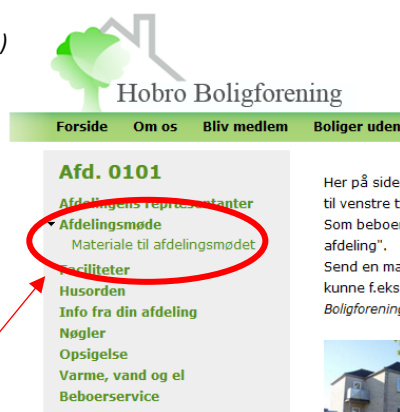 )
Hobro Boligforening
Forside Om os Bliv medlem Boliger uden
Afd. 0101
Afdelingens repræsentanter
Afdelingsmøde
Materiale til afdelingsmødet
Faciliteter
Husorden
Info fra din afdeling
Nøgler
Opsigelse
Varme, vand og el
Beboerservice
Her på side
til venstre t
Som beboer
afdeling".
Send en ma
kunne f.eks
Boligforening